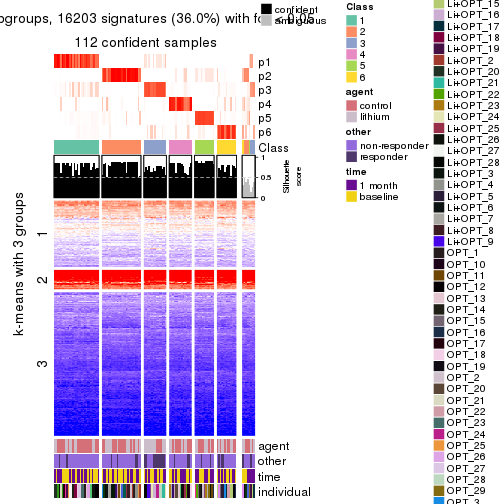 ogroups, 16203 signatures (36.0%) with
112 confident samples
confident
ambiguous
p1
p2
p3
p4
p5
p6
Class
1
0.5
0
Silhouette
score
k-means with 3 groups
1
2
3
agent
other
time
individual
Class
1
2
3
4
5
6
agent
control
lithium
other
non-responder
responder
time
1 month
baseline
Li+OPT_15
Li+OPT_16
Li+OPT_17
Li+OPT_18
Li+OPT_19
Li+OPT_2
Li+OPT_20
Li+OPT_21
Li+OPT_22
Li+OPT_23
Li+OPT_24
Li+OPT_25
Li+OPT_26
Li+OPT_27
Li+OPT_28
Li+OPT_3
Li+OPT_4
Li+OPT_5
Li+OPT_6
Li+OPT_7
Li+OPT_8
Li+OPT_9
OPT_1
OPT_10
OPT_11
OPT_12
OPT_13
OPT_14
OPT_15
OPT_16
OPT_17
OPT_18
OPT_19
OPT_2
OPT_20
OPT_21
OPT_22
OPT_23
OPT_24
OPT_25
OPT_26
OPT_27
OPT_28
OPT_29
OPT_3